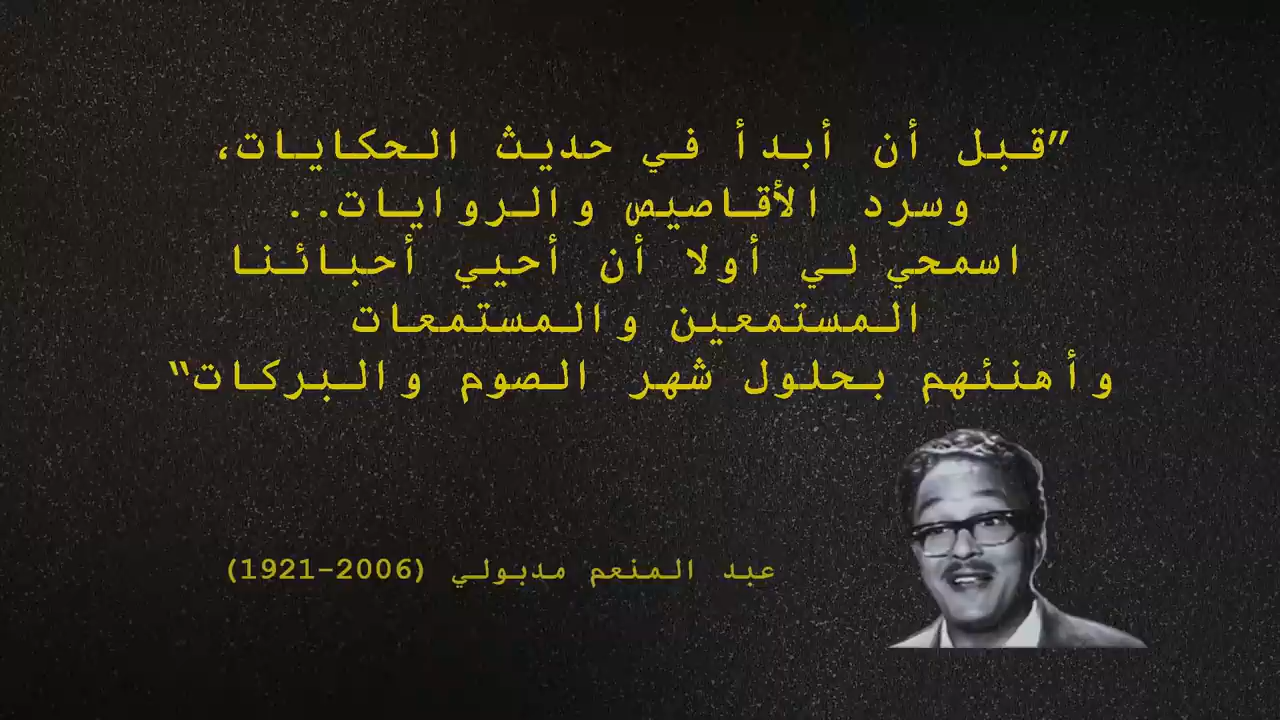 ”قبل أن أبدأ في حديث الحكايات،
وسرد الأقاصيص والروايات..
اسمحي لي أولا أن أحيي أحبائنا
المستمعين والمستمعات
وأهنئهم بحلول شهر الصوم والبركات“
عبد المنعم مدبولي (1921-2006)